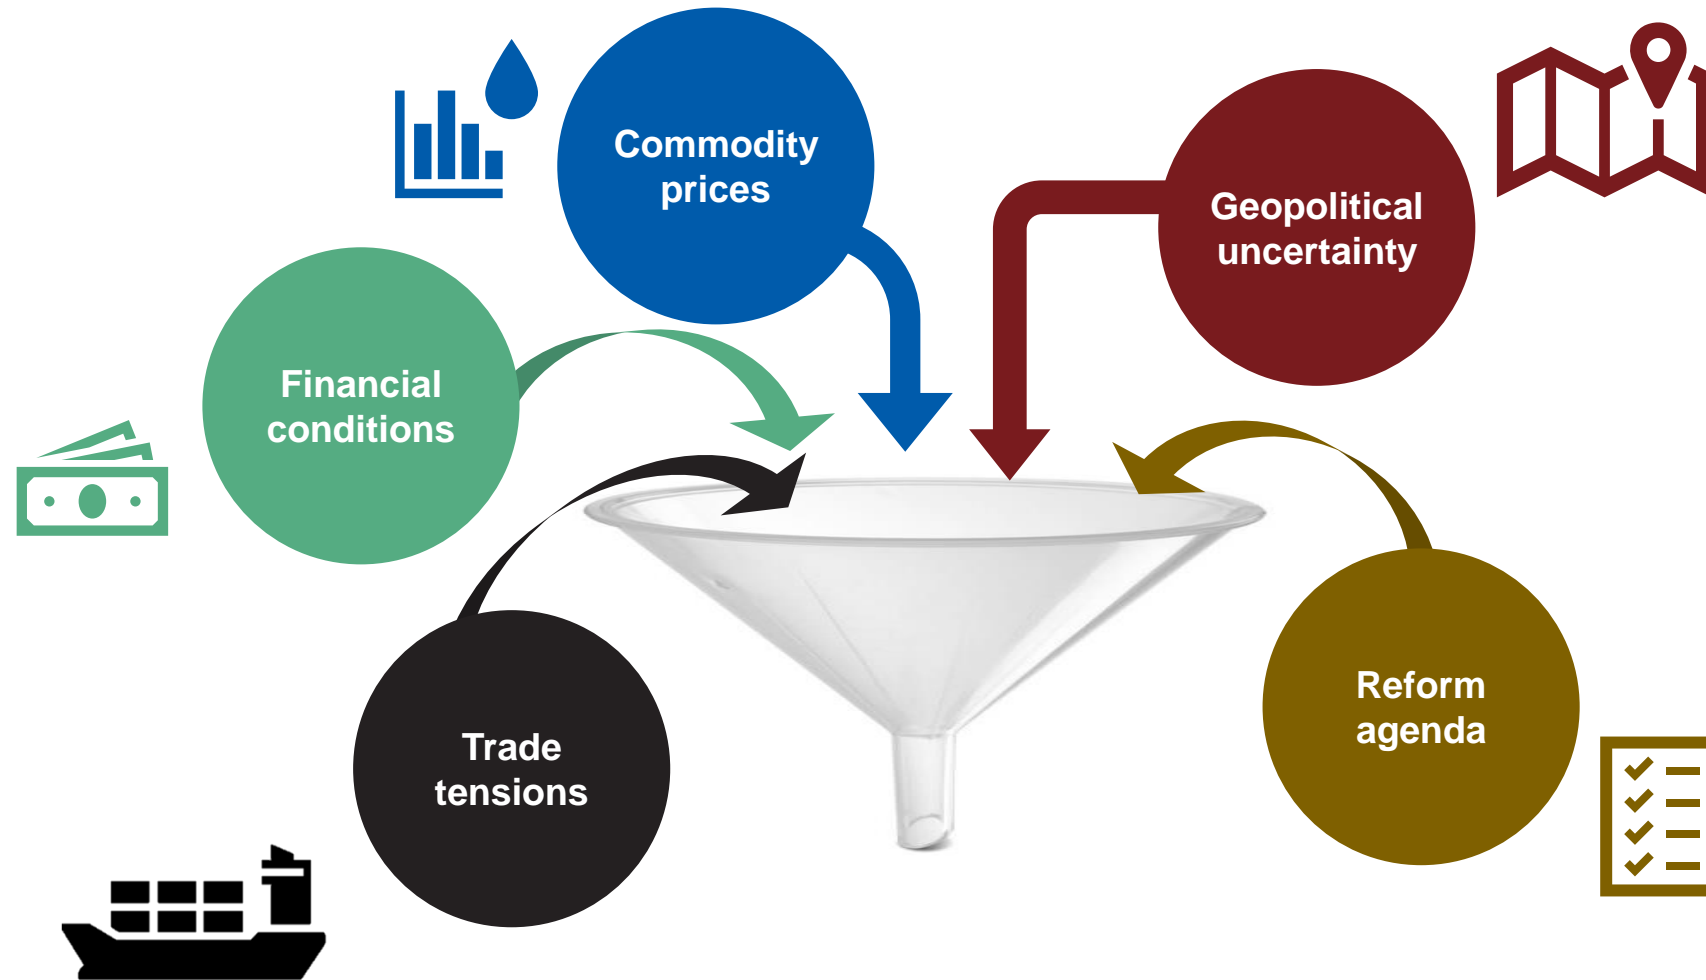 Commodity
prices
Geopolitical
uncertainty
Financial
conditions
Trade
tensions
Reform
agenda